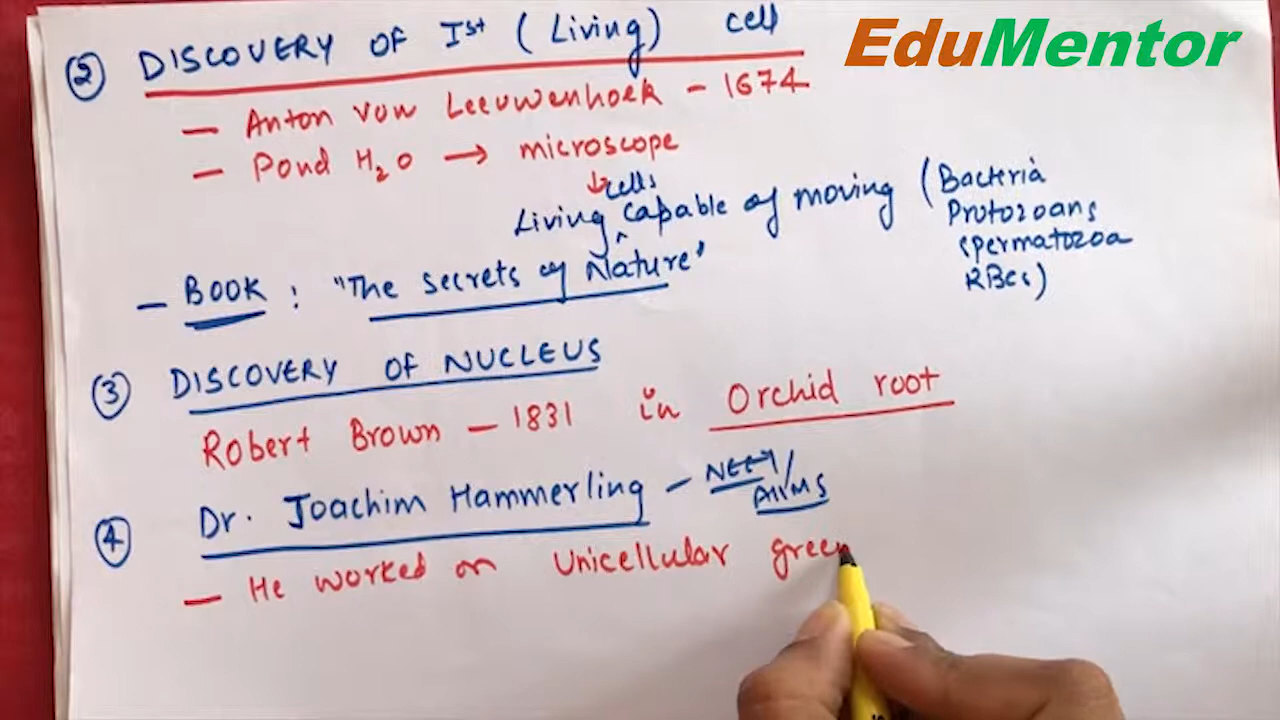 EduMentor
② DISCOVERY OF Ist (Living) cell
- Anton von Leeuwenhoek - 1674
- Pond H2O → microscope
↓ cells
Living ^ capable of moving (Bacteria
Protozoans
spermatozoa
RBCs)
- BOOK : "The secrets of Nature"
③ DISCOVERY OF NUCLEUS
Robert Brown - 1831 in Orchid root
④ Dr. Joachim Hammerling - NEET/
AIIMS
- He worked on Unicellular green